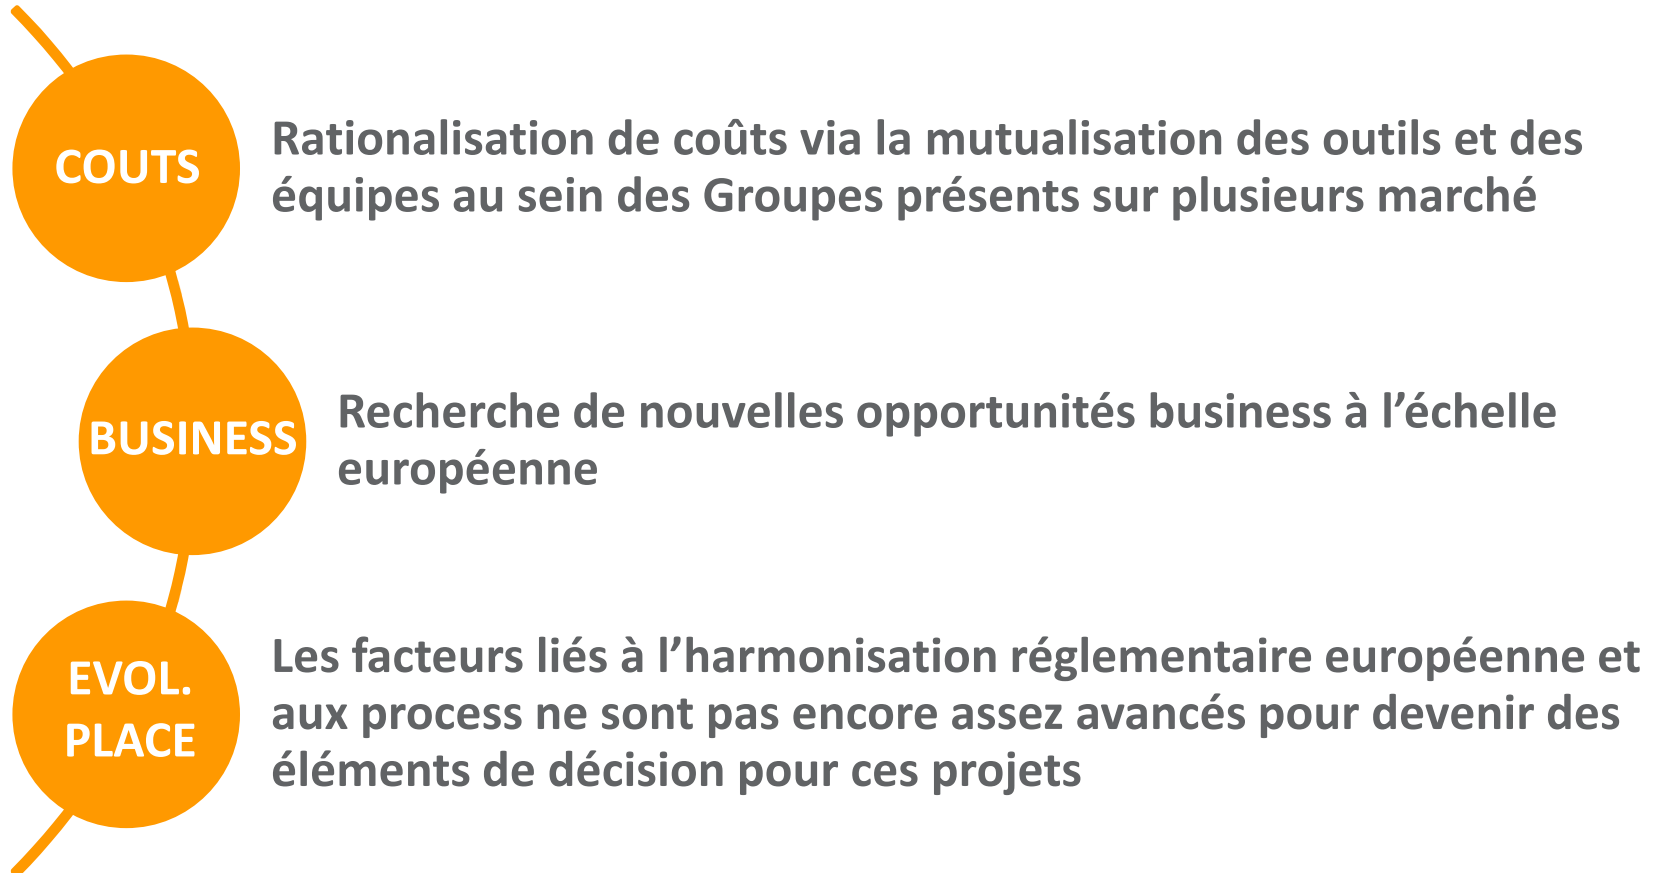 COUTS
Rationalisation de coûts via la mutualisation des outils et des
équipes au sein des Groupes présents sur plusieurs marché
BUSINESS
Recherche de nouvelles opportunités business à l’échelle
européenne
EVOL.
PLACE
Les facteurs liés à l’harmonisation réglementaire européenne et
aux process ne sont pas encore assez avancés pour devenir des
éléments de décision pour ces projets